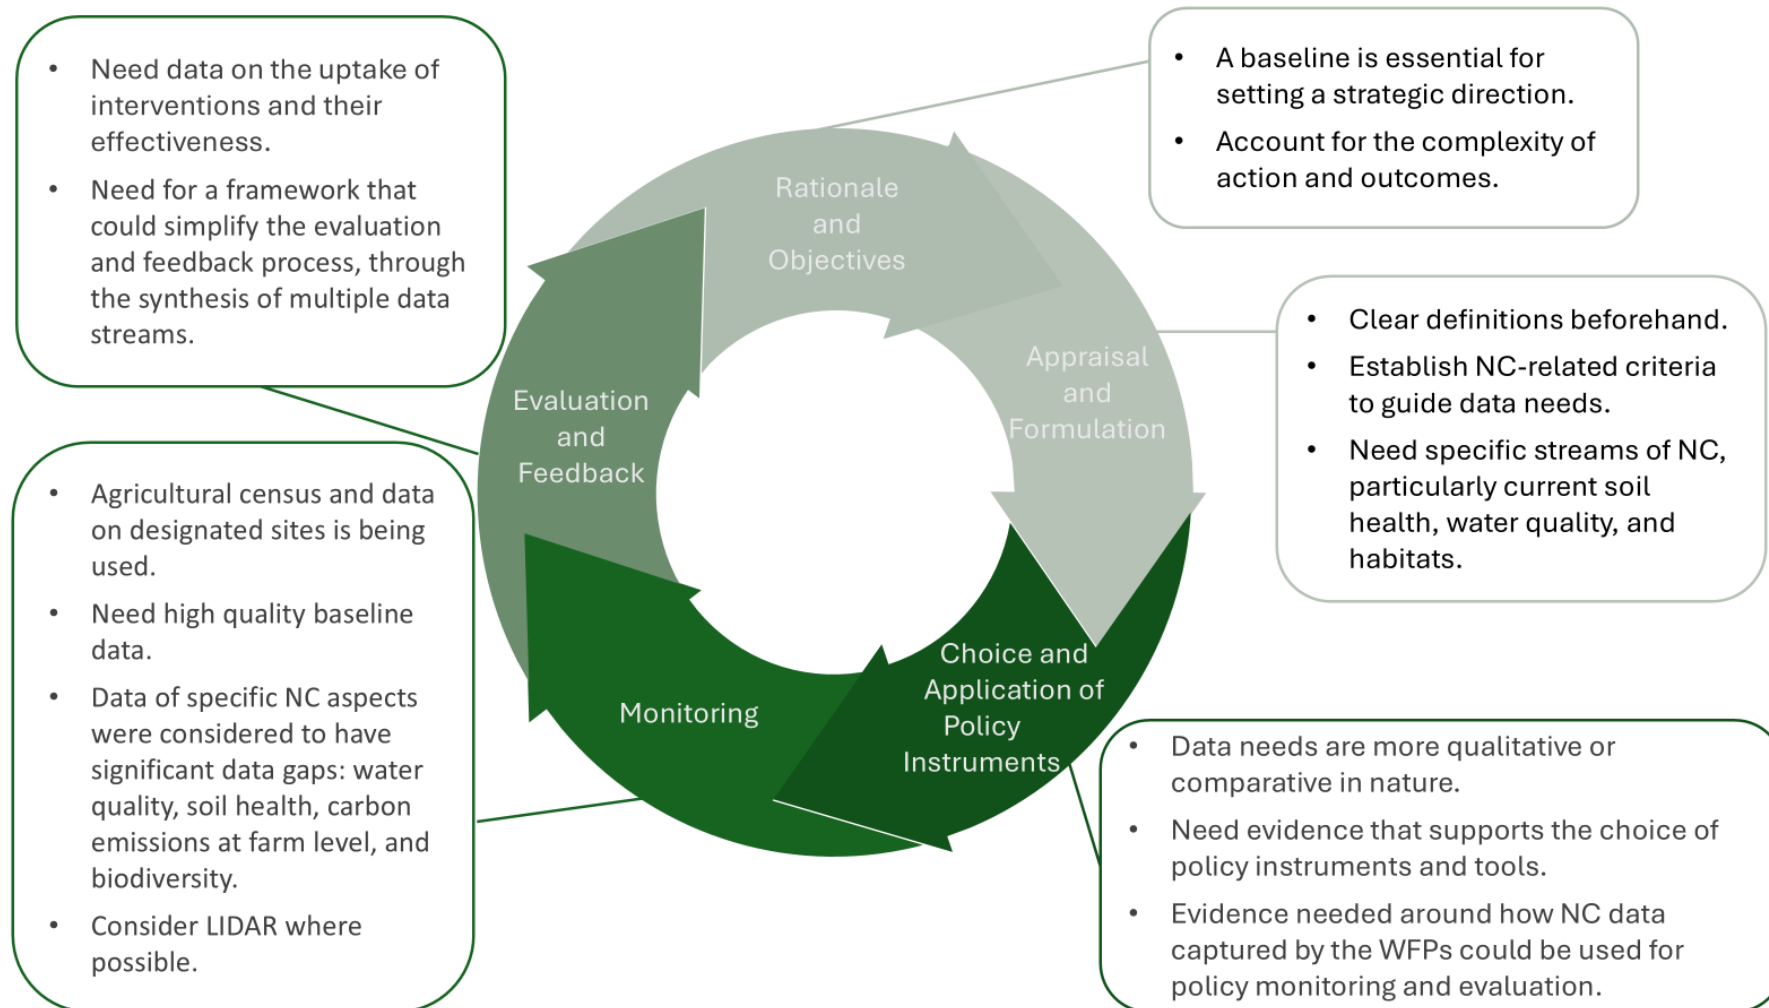 • Need data on the uptake of
interventions and their
effectiveness.
• Need for a framework that
could simplify the evaluation
and feedback process, through
the synthesis of multiple data
streams.
• A baseline is essential for
setting a strategic direction.
• Account for the complexity of
action and outcomes.
Rationale
and
Objectives
• Clear definitions beforehand.
• Establish NC-related criteria
to guide data needs.
• Need specific streams of NC,
particularly current soil
health, water quality, and
habitats.
Appraisal
and
Formulation
Evaluation
and
Feedback
• Agricultural census and data
on designated sites is being
used.
• Need high quality baseline
data.
• Data of specific NC aspects
were considered to have
significant data gaps: water
quality, soil health, carbon
emissions at farm level, and
biodiversity.
• Consider LIDAR where
possible.
Monitoring
Choice and
Application of
Policy
Instruments
• Data needs are more qualitative or
comparative in nature.
• Need evidence that supports the choice of
policy instruments and tools.
• Evidence needed around how NC data
captured by the WFPs could be used for
policy monitoring and evaluation.